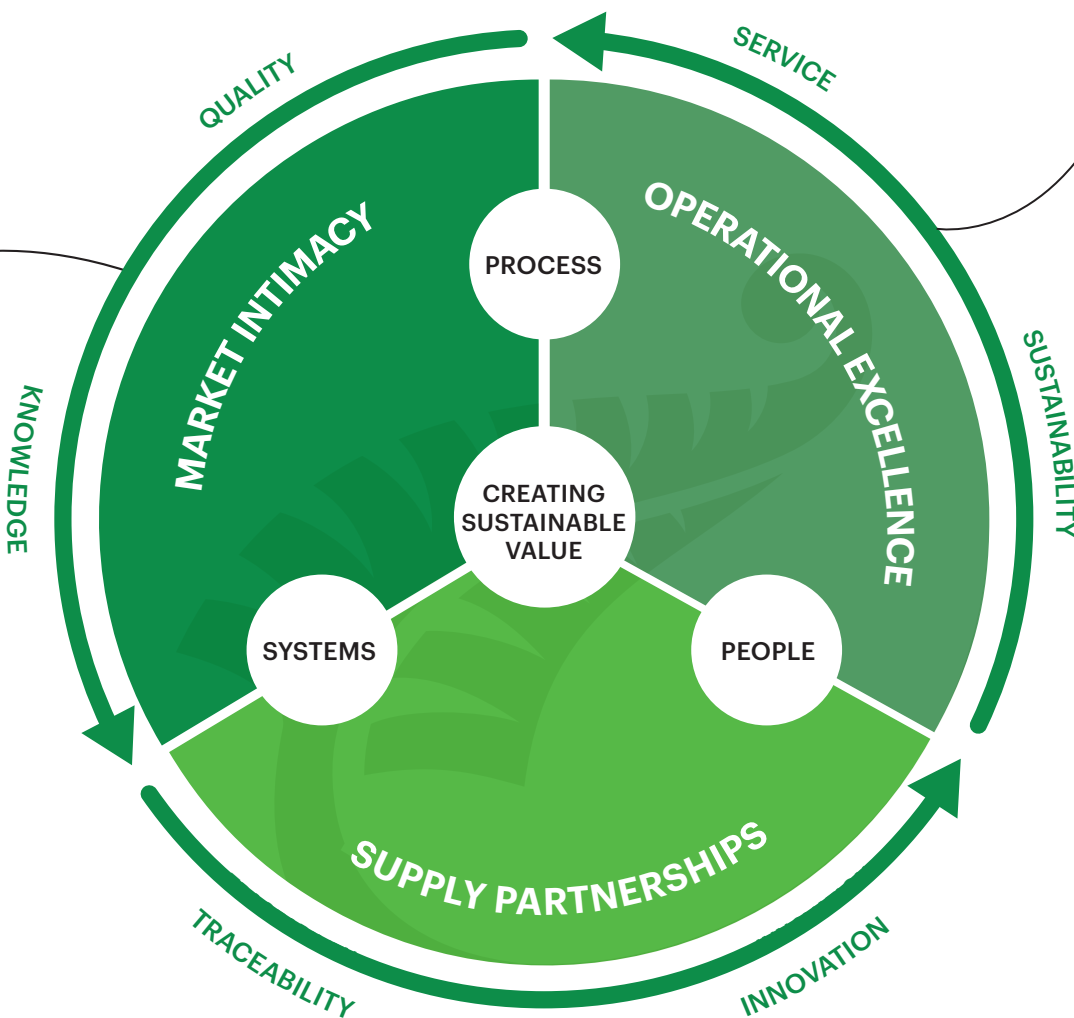 SERVICE
QUALITY
OPERATIONAL EXCELLENCE
MARKET INTIMACY
PROCESS
SUSTAINABILITY
KNOWLEDGE
CREATING
SUSTAINABLE
VALUE
SYSTEMS
PEOPLE
SUPPLY PARTNERSHIPS
TRACEABILITY
INNOVATION